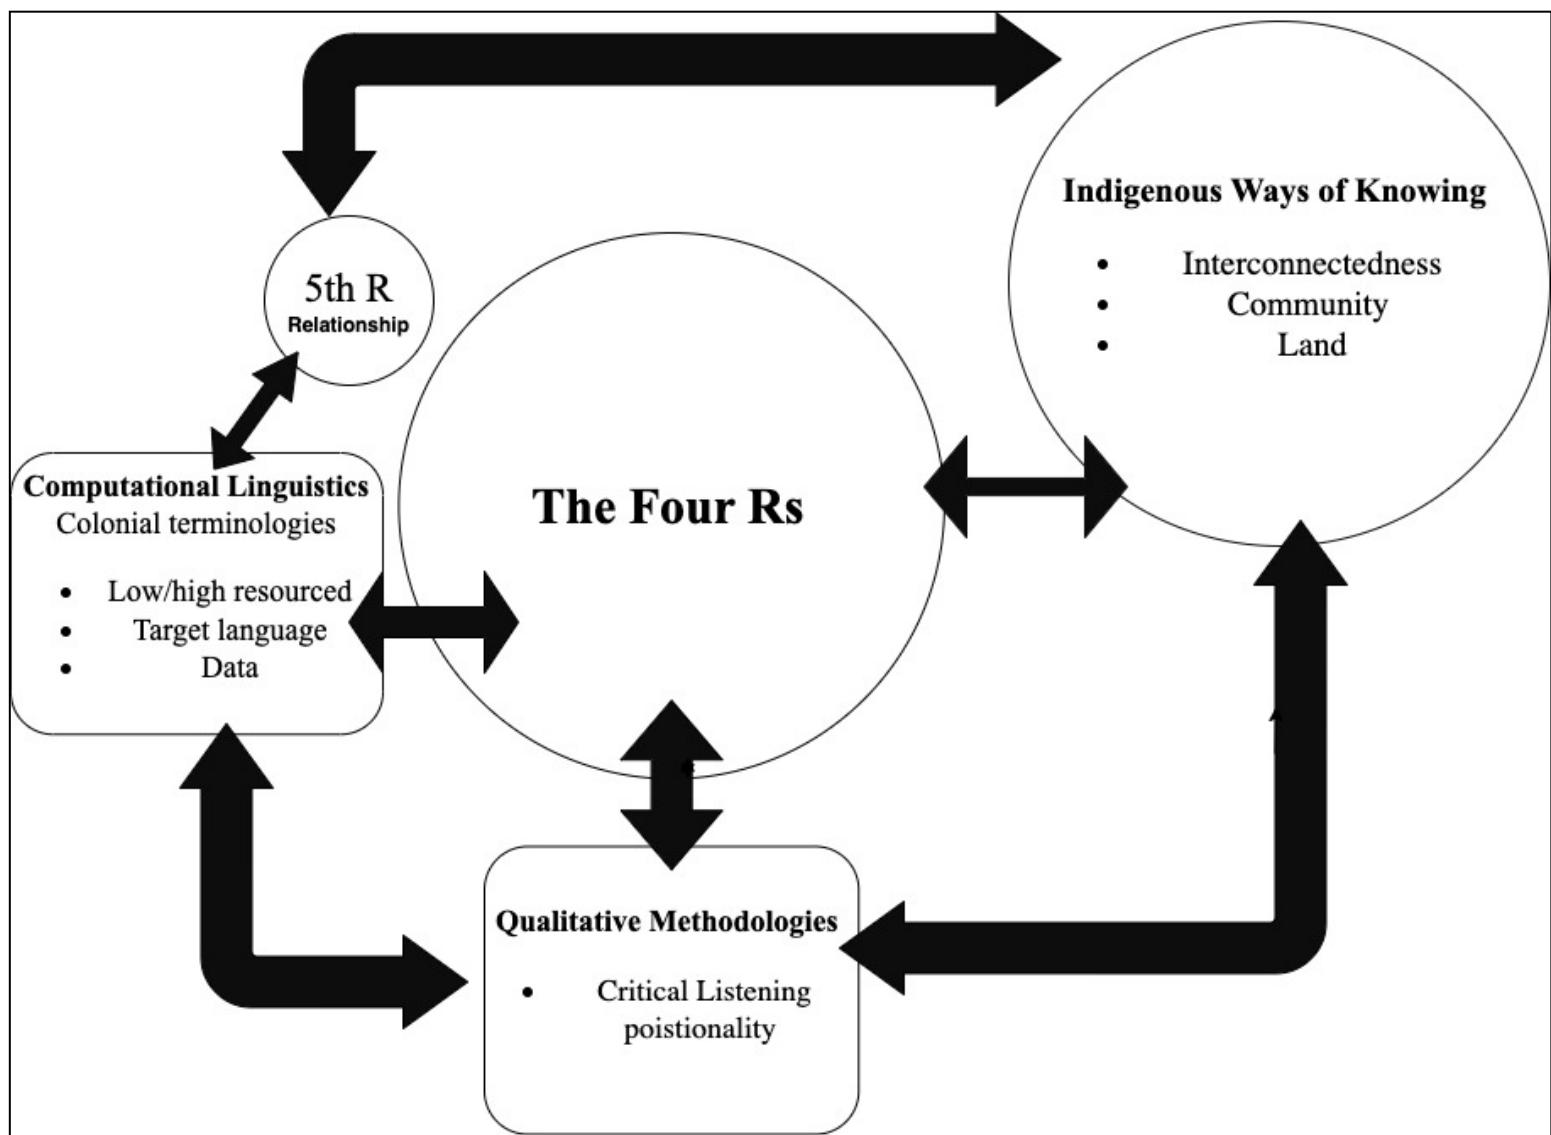 Indigenous Ways of Knowing
• Interconnectedness
• Community
• Land
5th R
Relationship
The Four Rs
Computational Linguistics
Colonial terminologies
• Low/high resourced
• Target language
• Data
Qualitative Methodologies
• Critical Listening
poistionality